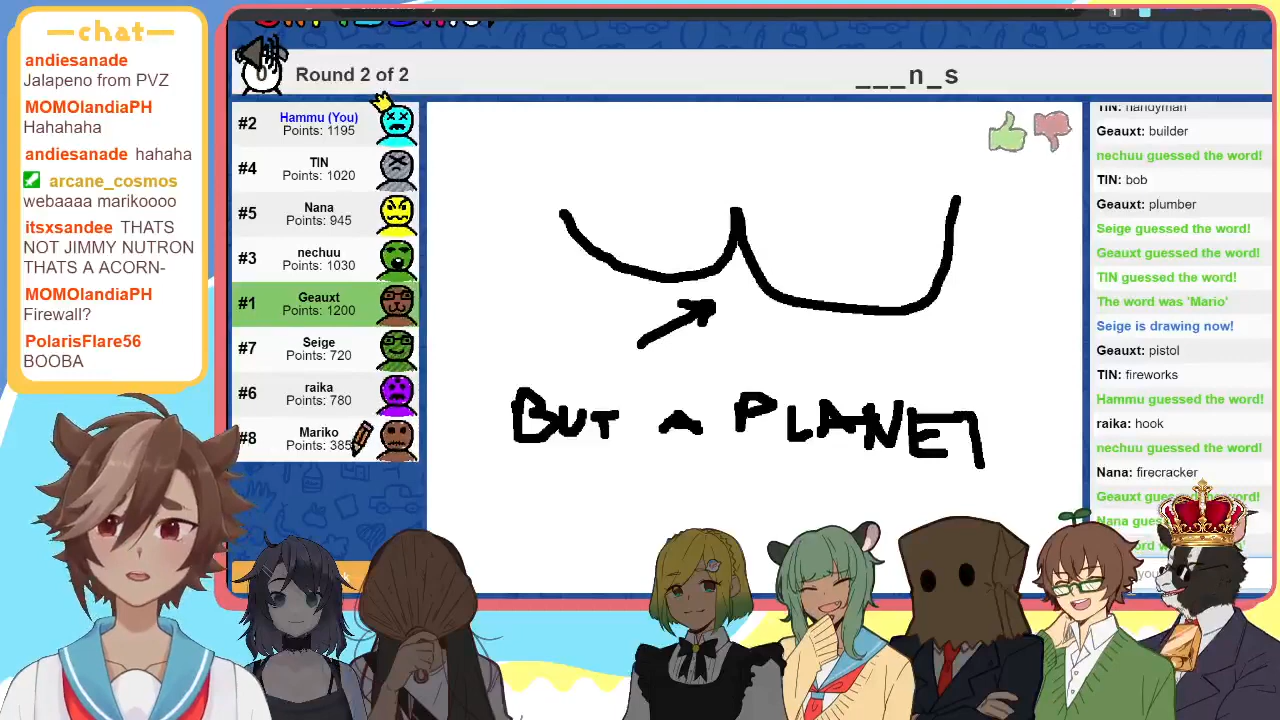 chat
andiesanade
Jalapeno from PVZ
MOMOlandiaPH
Hahahaha
andiesanade hahaha
arcane_cosmos
webaaaa marikoooo
itsxsandee THATS
NOT JIMMY NUTRON
THATS A ACORN-
MOMOlandiaPH
Firewall?
PolarisFlare56
BOOBA
Round 2 of 2
___n_s
#2 Hammu (You)
Points: 1195
#4 TIN
Points: 1020
#5 Nana
Points: 945
#3 nechuu
Points: 1030
#1 Geauxt
Points: 1200
#7 Seige
Points: 720
#6 raika
Points: 780
#8 Mariko
Points: 385
BUT A PLANET
TIN: handyman
Geauxt: builder
nechuu guessed the word!
TIN: bob
Geauxt: plumber
Seige guessed the word!
Geauxt guessed the word!
TIN guessed the word!
The word was 'Mario'
Seige is drawing now!
Geauxt: pistol
TIN: fireworks
Hammu guessed the word!
raika: hook
nechuu guessed the word!
Nana: firecracker
Geauxt
Nana